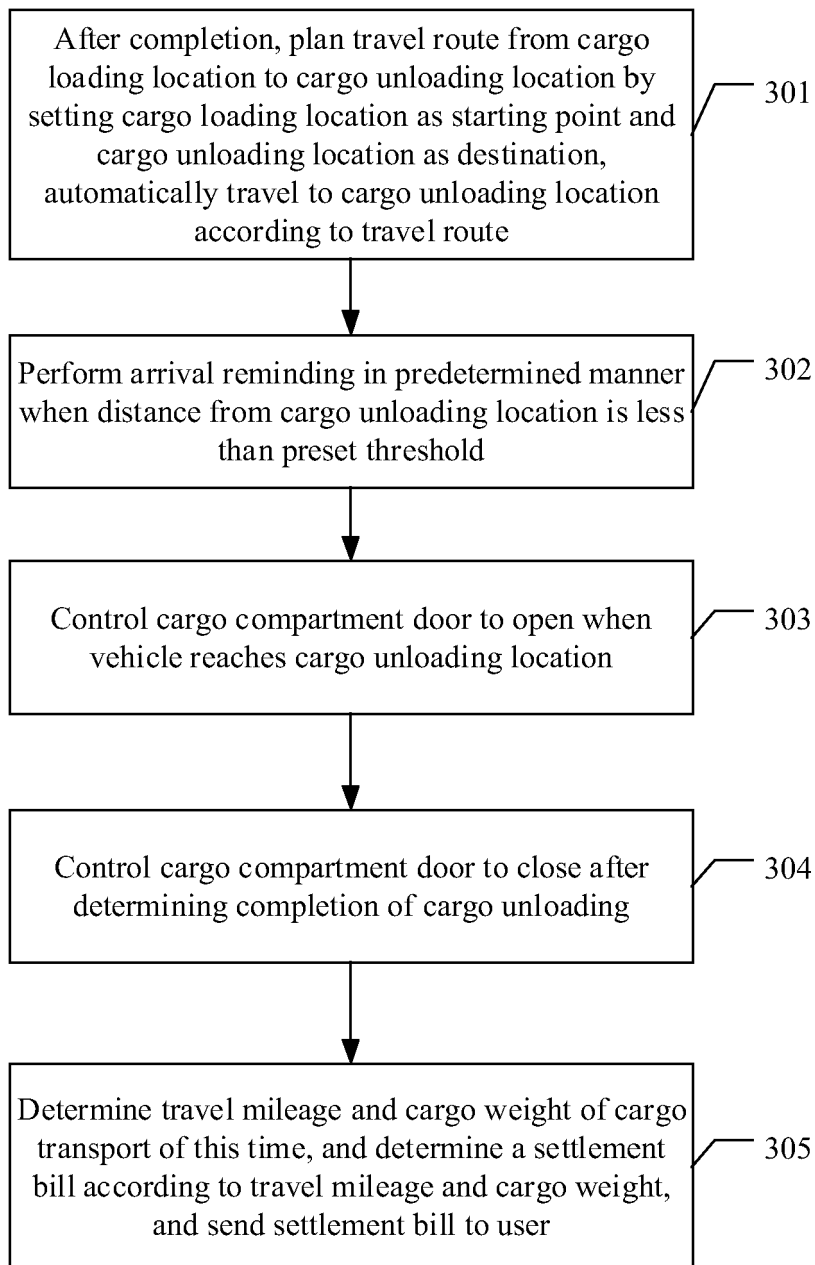 After completion, plan travel route from cargo
loading location to cargo unloading location by
setting cargo loading location as starting point and
cargo unloading location as destination,
automatically travel to cargo unloading location
according to travel route
301
Perform arrival reminding in predetermined manner
when distance from cargo unloading location is less
than preset threshold
302
Control cargo compartment door to open when
vehicle reaches cargo unloading location
303
Control cargo compartment door to close after
determining completion of cargo unloading
304
Determine travel mileage and cargo weight of cargo
transport of this time, and determine a settlement
bill according to travel mileage and cargo weight,
and send settlement bill to user
305